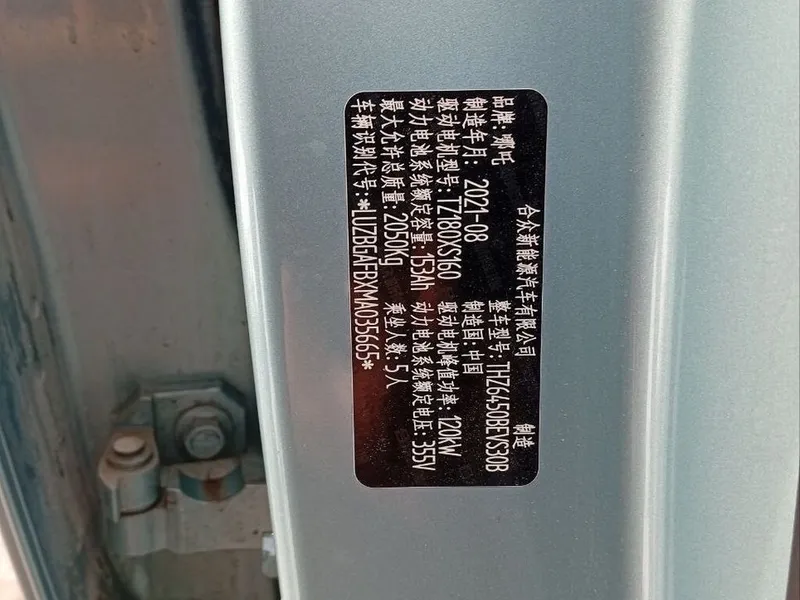 合众新能源汽车有限公司 制造
品牌:哪吒 整车型号:THZ6450BEVS30B
制造年月: 2021-08 制造国:中国
驱动电机型号:TZ180XS160 驱动电机峰值功率:120kW
动力电池系统额定容量:153Ah 动力电池系统额定电压:355V
最大允许总质量:2050kg 乘坐人数:5人
车辆识别代号:*LUZBEAFBXMA035665*